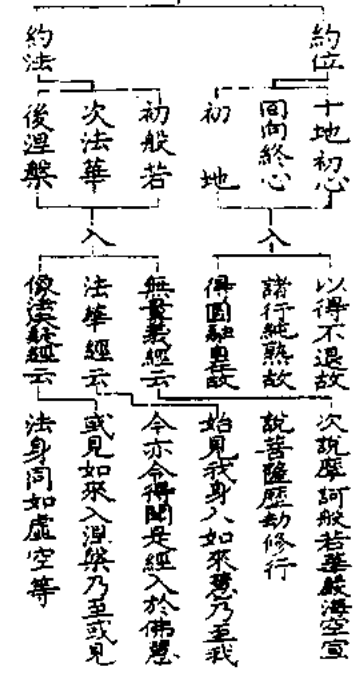 約位
十地初心
回向終心
初地
入
以得不退故
諸行純熟故
得圓融具在故
約法
初般若
次法華
後涅槃
入
無量義經云
次說摩訶般若華嚴海空宣
說菩薩歷劫修行
法華經云
始見我身入如來慧乃至我
今亦令得聞是經入於佛慧
像法決疑經云
或見如來入涅槃乃至或見
法身同如虛空等